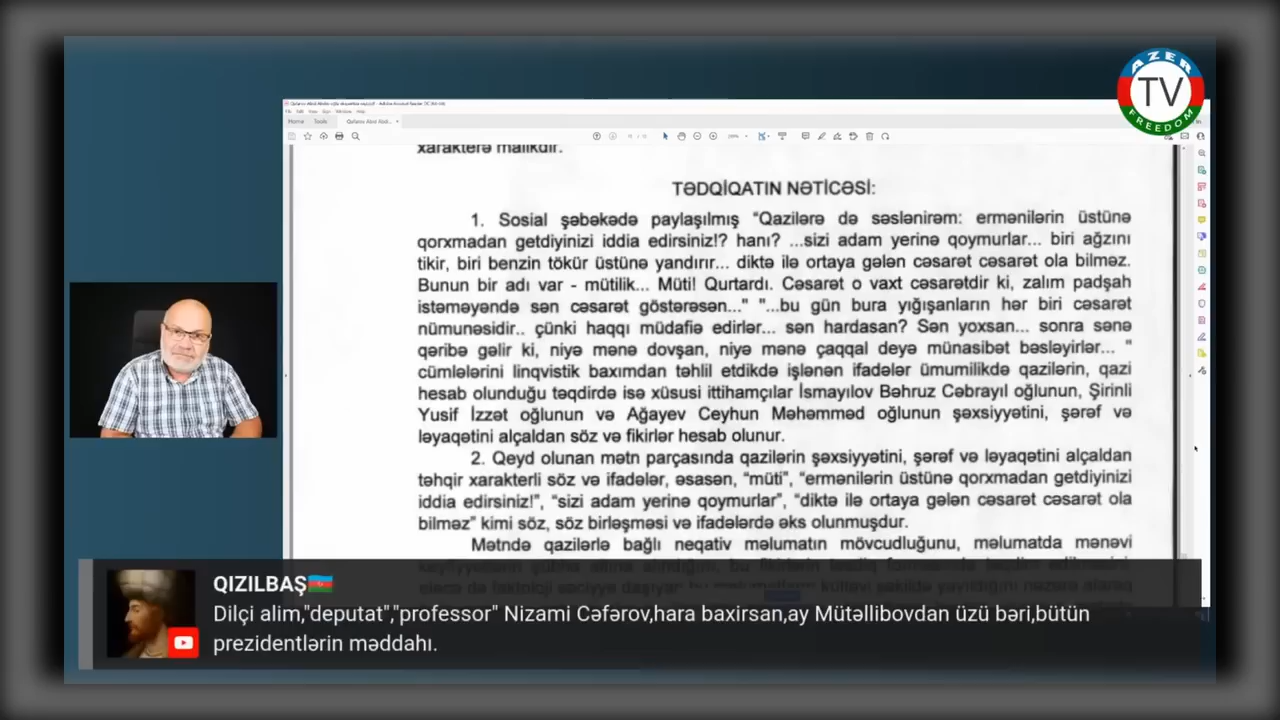 AZER
TV
FREEDOM
Home Tools
xarakterə malikdir.
TƏDQİQATIN NƏTİCƏSİ:
1. Sosial şəbəkədə paylaşılmış “Qazilərə də səslənirəm: ermənilərin üstünə
qorxmadan getdiyinizi iddia edirsiniz!? hanı? ...sizi adam yerinə qoymurlar... biri ağzını
tikir, biri benzin tökür üstünə yandırır... diktə ilə ortaya gələn cəsarət cəsarət ola bilməz.
Bunun bir adı var - mütilik... Müti! Qurtardı. Cəsarət o vaxt cəsarətdir ki, zalım padşah
istəməyəndə sən cəsarət göstərəsən...” “...bu gün bura yığışanların hər biri cəsarət
nümunəsidir.. çünki haqqı müdafiə edirlər... sən hardasan? Sən yoxsan... sonra sənə
qəribə gəlir ki, niyə mənə dovşan, niyə mənə çaqqal deyə münasibət bəsləyirlər... ”
cümlələrini linqvistik baxımdan təhlil etdikdə işlənən ifadələr ümumilikdə qazilərin, qazi
hesab olunduğu təqdirdə isə xüsusi ittihamçılar İsmayılov Bəhruz Cəbrayıl oğlunun, Şirinli
Yusif İzzət oğlunun və Ağayev Ceyhun Məhəmməd oğlunun şəxsiyyətini, şərəf və
ləyaqətini alçaldan söz və fikirlər hesab olunur.
2. Qeyd olunan mətn parçasında qazilərin şəxsiyyətini, şərəf və ləyaqətini alçaldan
təhqir xarakterli söz və ifadələr, əsasən, “müti”, “ermənilərin üstünə qorxmadan getdiyinizi
iddia edirsiniz!”, “sizi adam yerinə qoymurlar”, “diktə ilə ortaya gələn cəsarət cəsarət ola
bilməz” kimi söz, söz birləşməsi və ifadələrdə əks olunmuşdur.
Mətndə qazilərlə bağlı neqativ məlumatın mövcudluğunu, məlumatda mənəvi
QIZILBAŞ🇦🇿
Dilçi alim,"deputat","professor" Nizami Cəfərov,hara baxirsan,ay Mütəllibovdan üzü bəri,bütün
prezidentlərin məddahı.